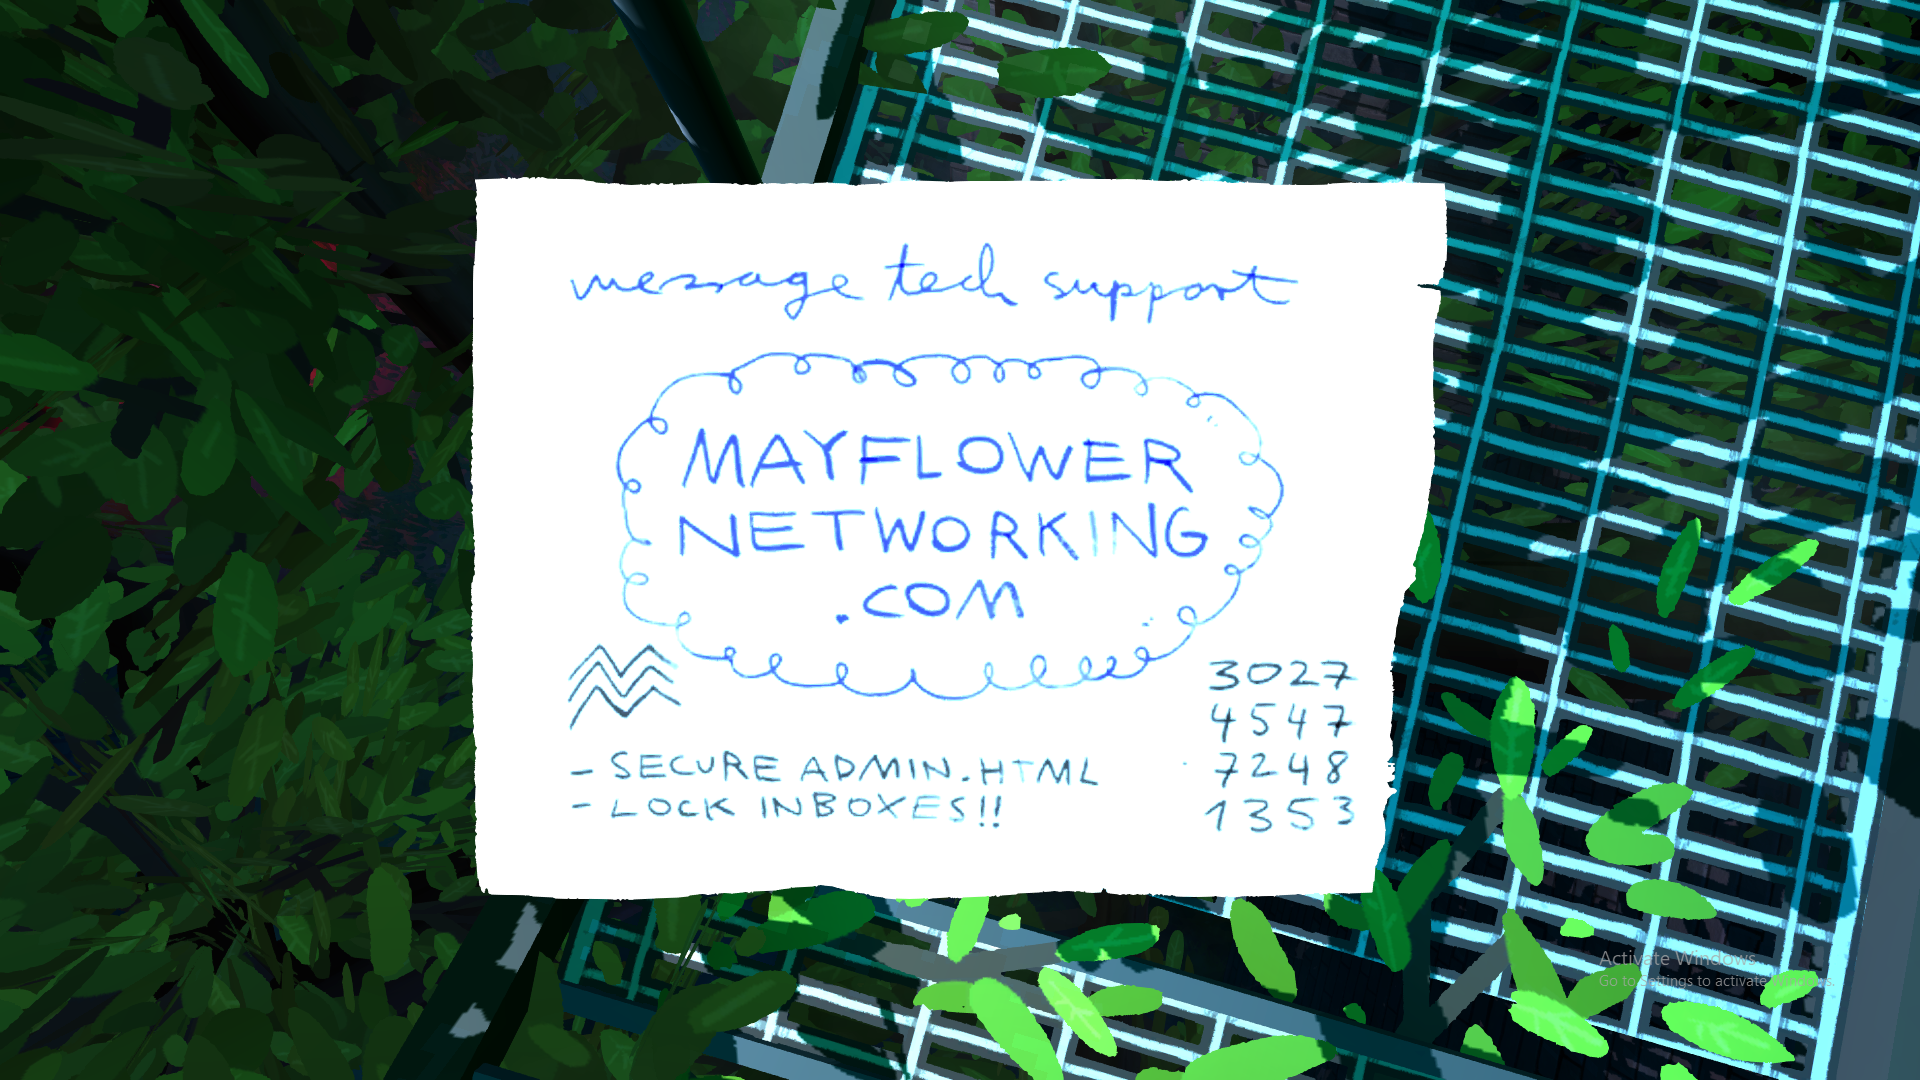 message tech support
MAYFLOWER
NETWORKING
.COM
3027
4547
7248
1353
- SECURE ADMIN.HTML
- LOCK INBOXES!!
Activate Windows
Go to Settings to activate Windows.